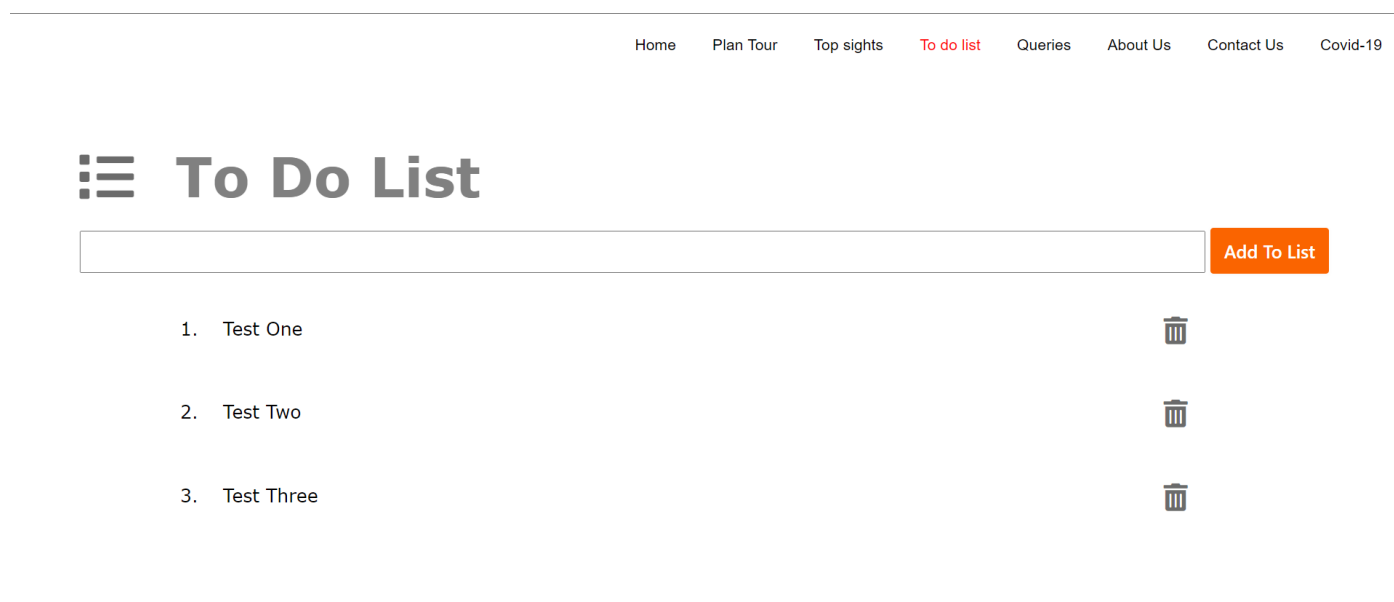 Home Plan Tour Top sights To do list Queries About Us Contact Us Covid-19
To Do List
Add To List
1. Test One
2. Test Two
3. Test Three